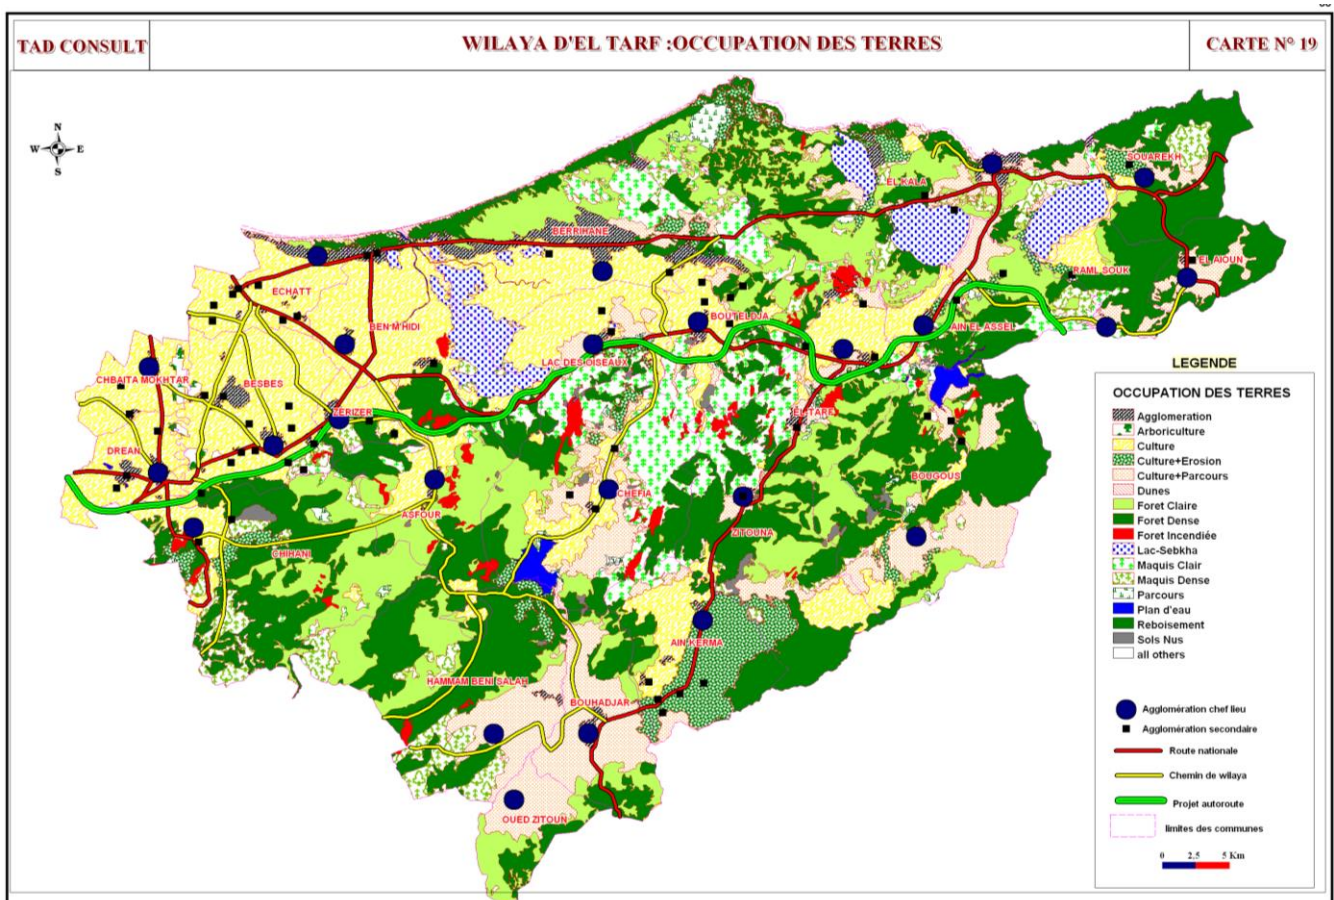 TAD CONSULT
WILAYA D'EL TARF :OCCUPATION DES TERRES
CARTE N° 19
N
W
E
S
SOUAREKH
EL KALA
BERRIHANE
EL AIOUN
RAML SOUK
ECHATT
BEN M HIDI
BOUTELDJA
AIN EL ASSEL
LAC DES OISEAUX
CHBAITA MOKHTAR
BESBES
ZERIZER
EL TARF
DREAN
BOBGOUS
CHEFIA
ASFOUR
ZITOUNA
CHIHANI
AIN KERMA
HAMMAM BENI SALAH
BOUHADJAR
OUED ZITOUN
LEGENDE
OCCUPATION DES TERRES
Agglomeration
Arboriculture
Culture
Culture+Erosion
Culture+Parcours
Dunes
Foret Claire
Foret Dense
Foret Incendiée
Lac-Sebkha
Maquis Clair
Maquis Dense
Parcours
Plan d'eau
Reboisement
Sols Nus
all others
Agglomération chef lieu
Agglomération secondaire
Route nationale
Chemin de wilaya
Projet autoroute
limites des communes
0 2,5 5 Km